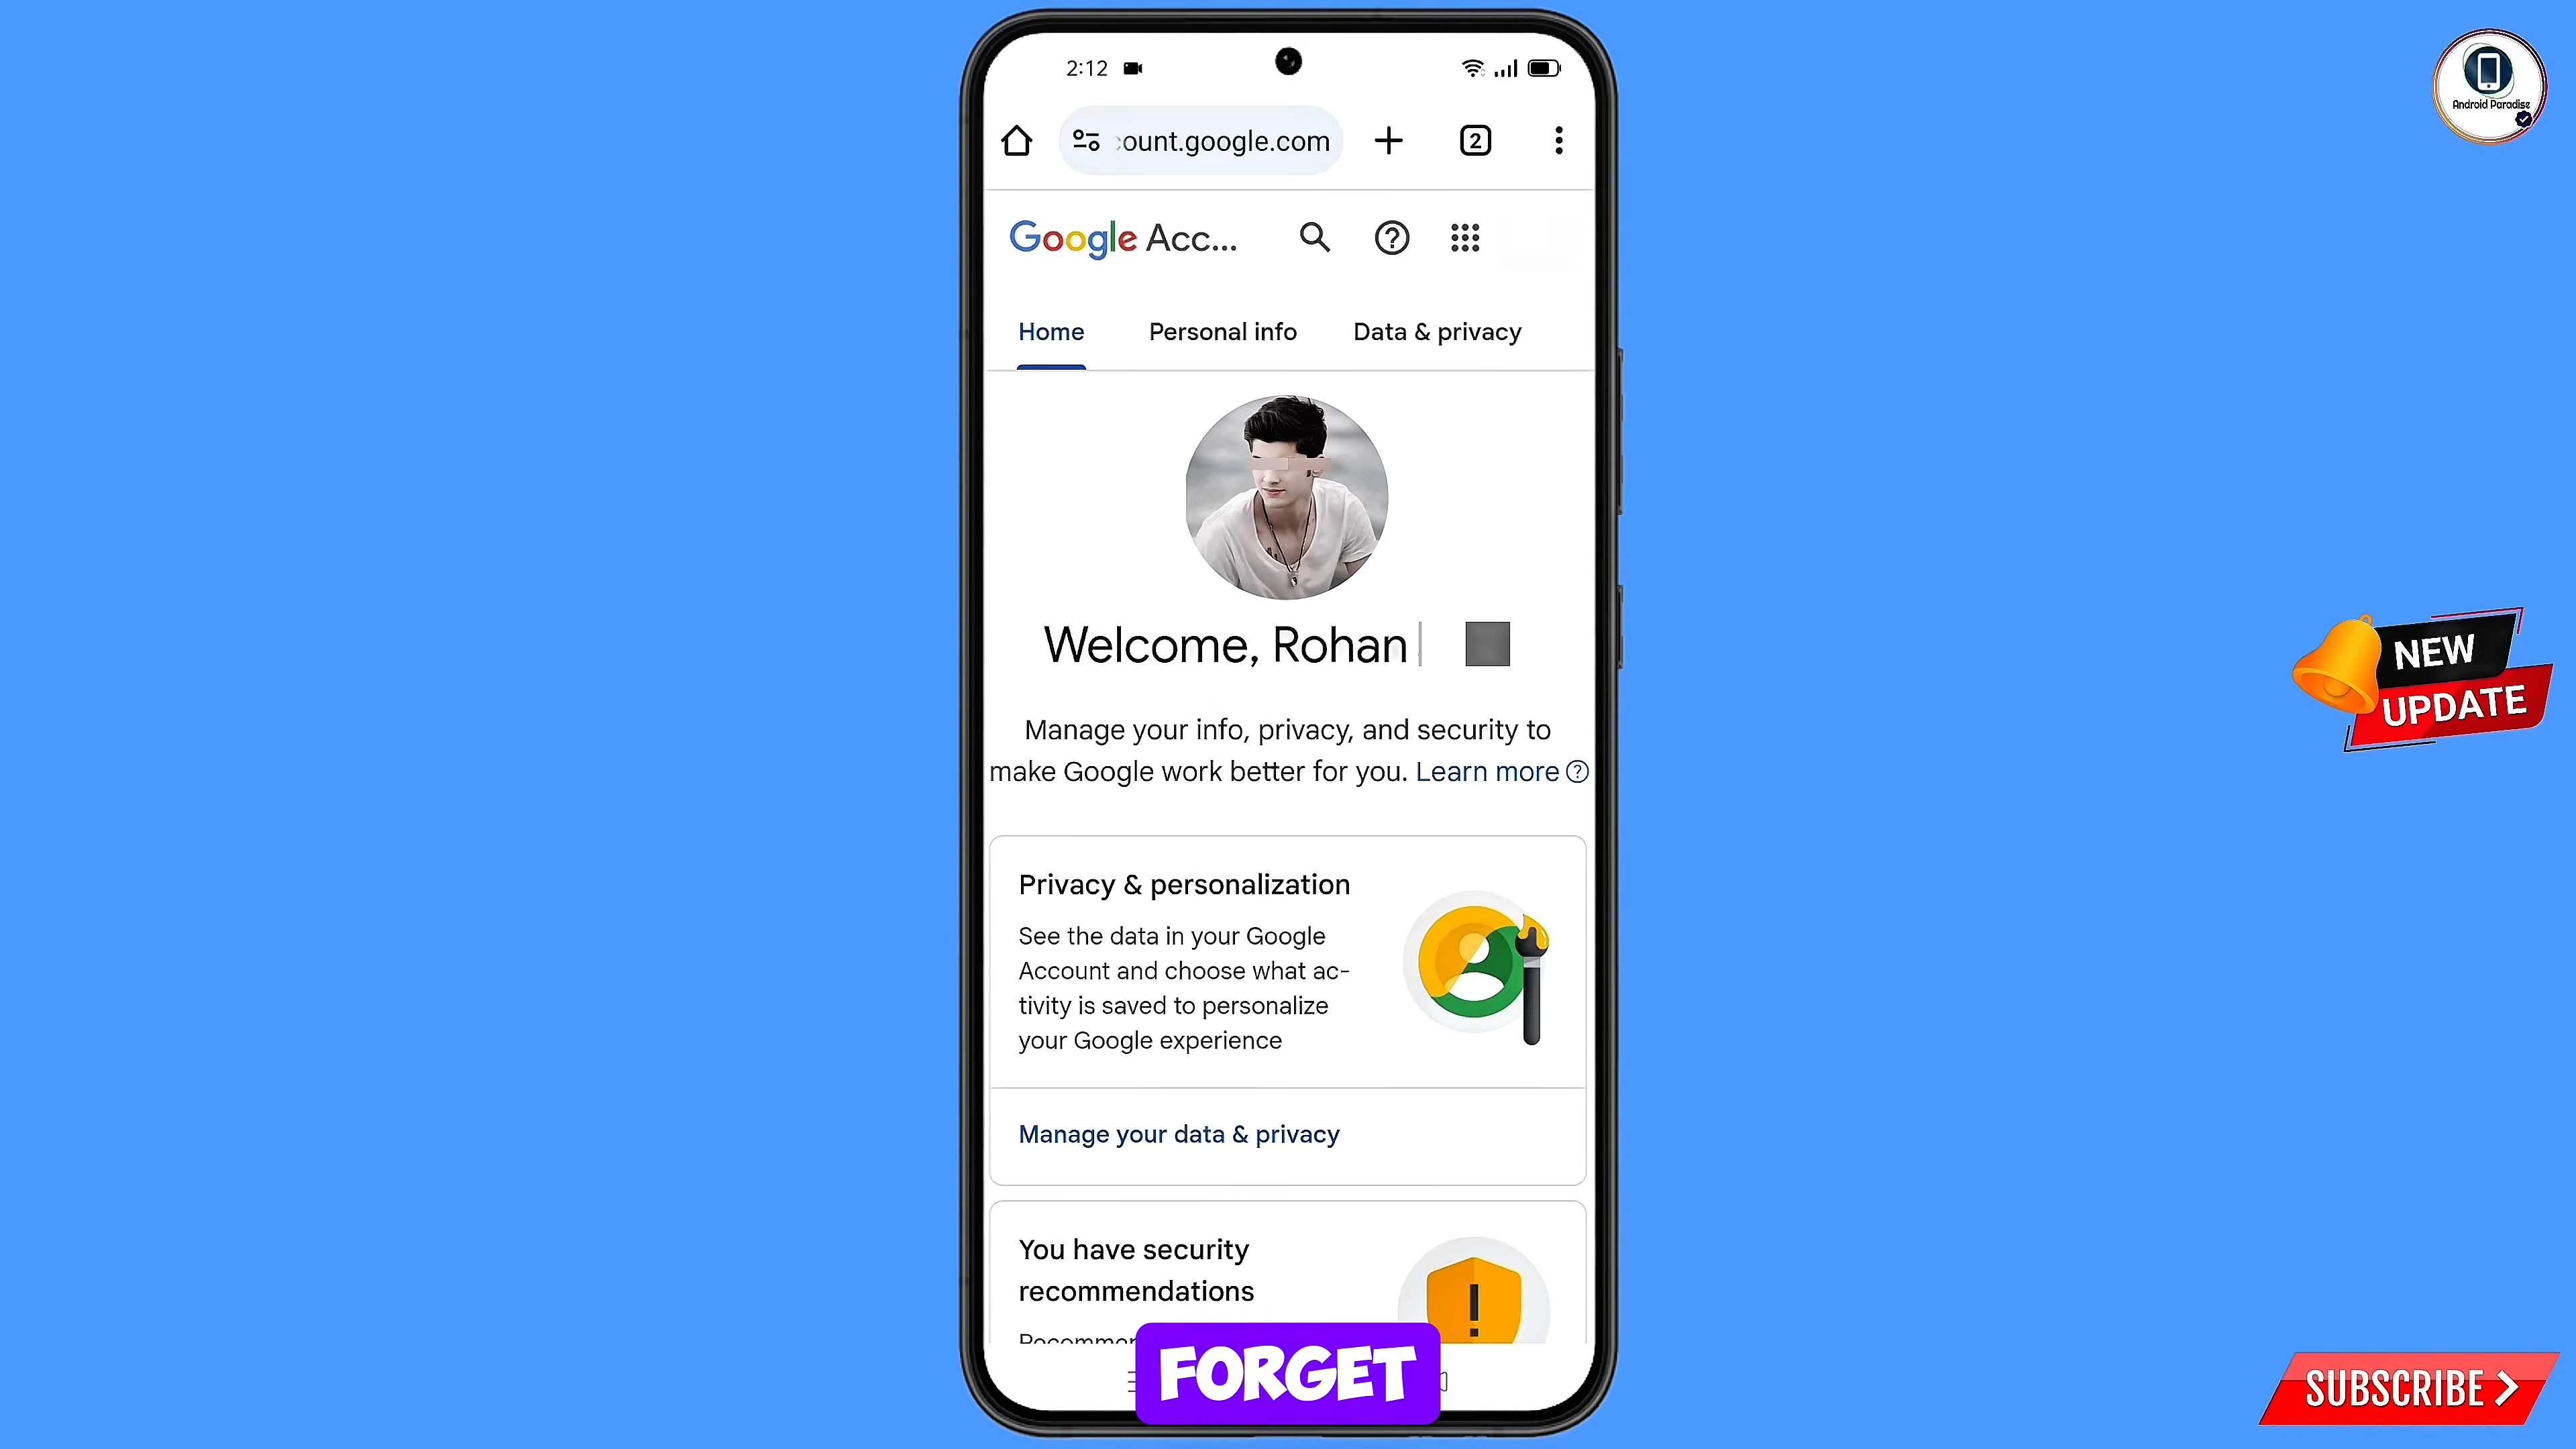 2:12
ount.google.com
2
Google Acc...
Home Personal info Data & privacy
Welcome, Rohan
Manage your info, privacy, and security to
make Google work better for you. Learn more
Privacy & personalization
See the data in your Google
Account and choose what ac-
tivity is saved to personalize
your Google experience
Manage your data & privacy
You have security
recommendations
FORGET
Android Paradise
NEW
UPDATE
SUBSCRIBE